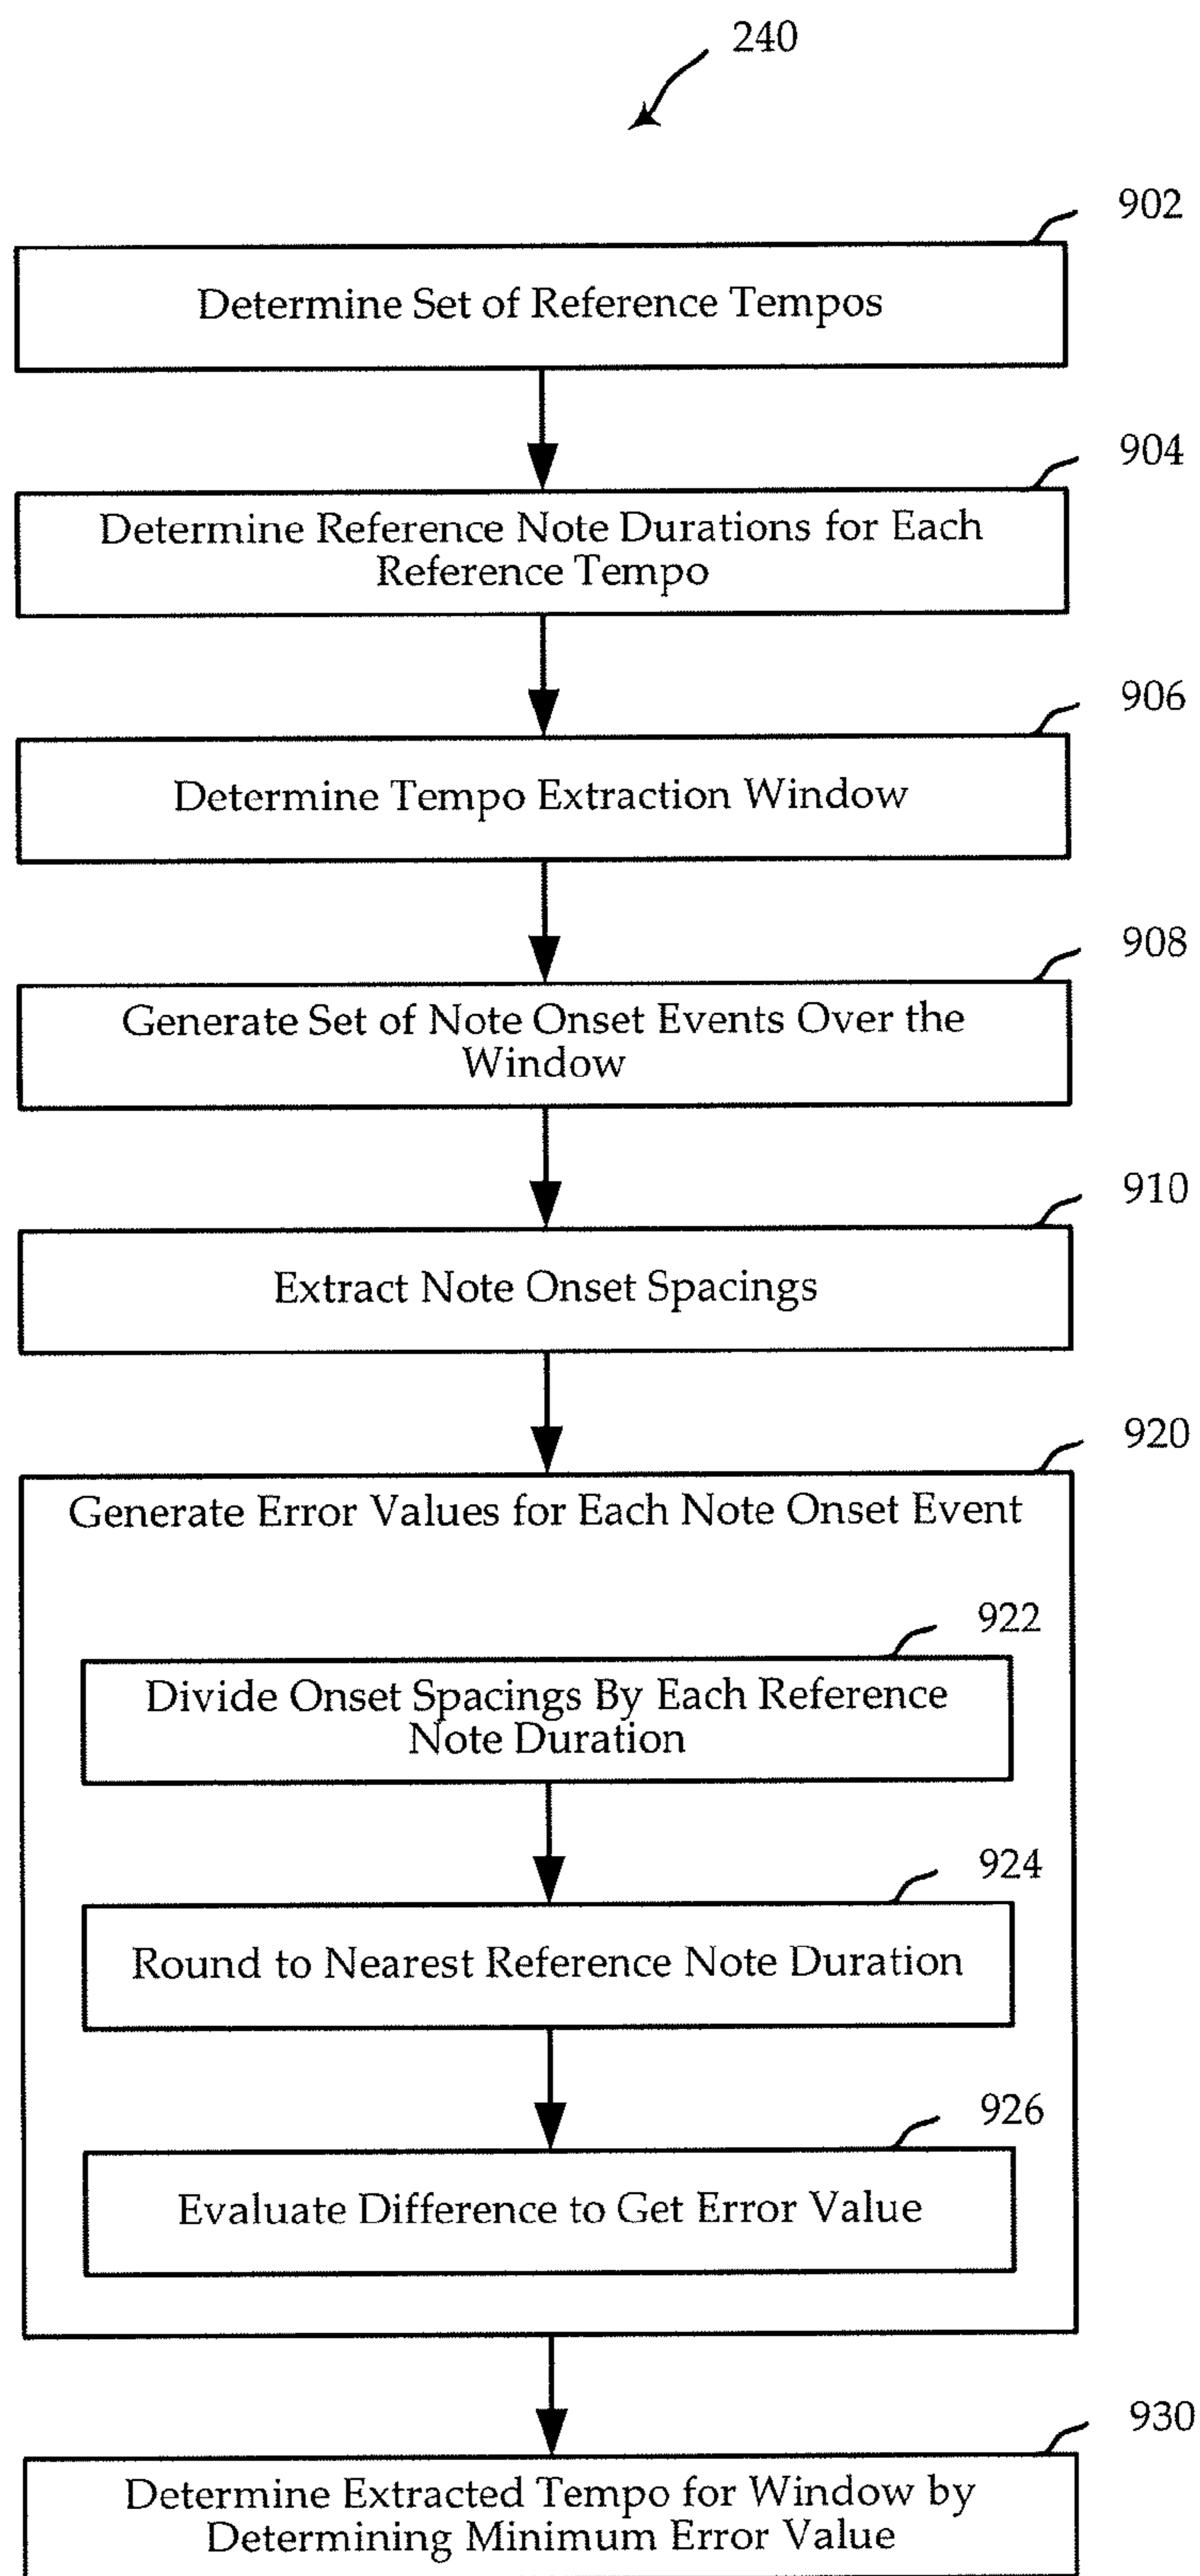 240
902
Determine Set of Reference Tempos
904
Determine Reference Note Durations for Each
Reference Tempo
906
Determine Tempo Extraction Window
908
Generate Set of Note Onset Events Over the
Window
910
Extract Note Onset Spacings
920
Generate Error Values for Each Note Onset Event
922
Divide Onset Spacings By Each Reference
Note Duration
924
Round to Nearest Reference Note Duration
926
Evaluate Difference to Get Error Value
930
Determine Extracted Tempo for Window by
Determining Minimum Error Value